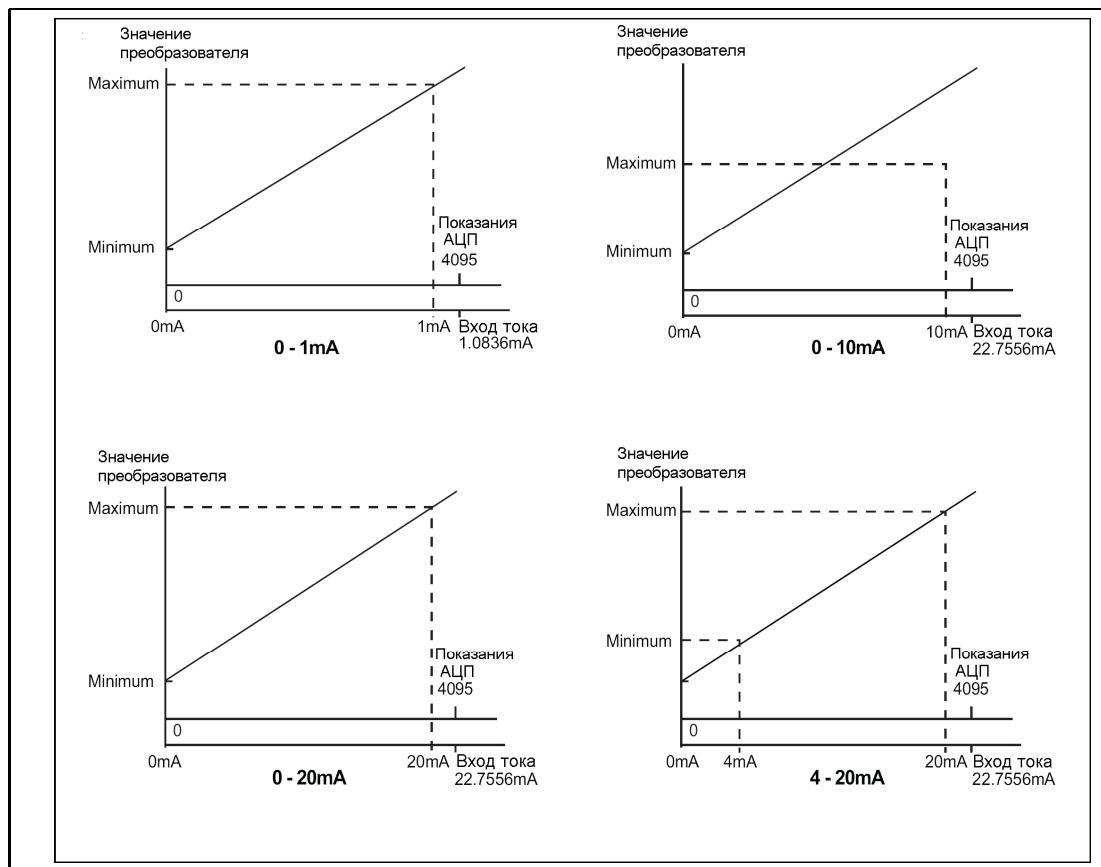 Значение
преобразователя
Maximum
Minimum
Показания
АЦП
4095
0
0mA
1mA Вход тока
1.0836mA
0 - 1mA
Значение
преобразователя
Maximum
Minimum
Показания
АЦП
4095
0
0mA
10mA Вход тока
22.7556mA
0 - 10mA
Значение
преобразователя
Maximum
Minimum
Показания
АЦП
4095
0
0mA
20mA Вход тока
22.7556mA
0 - 20mA
Значение
преобразователя
Maximum
Minimum
Показания
АЦП
4095
0
0mA
4mA
20mA Вход тока
22.7556mA
4 - 20mA